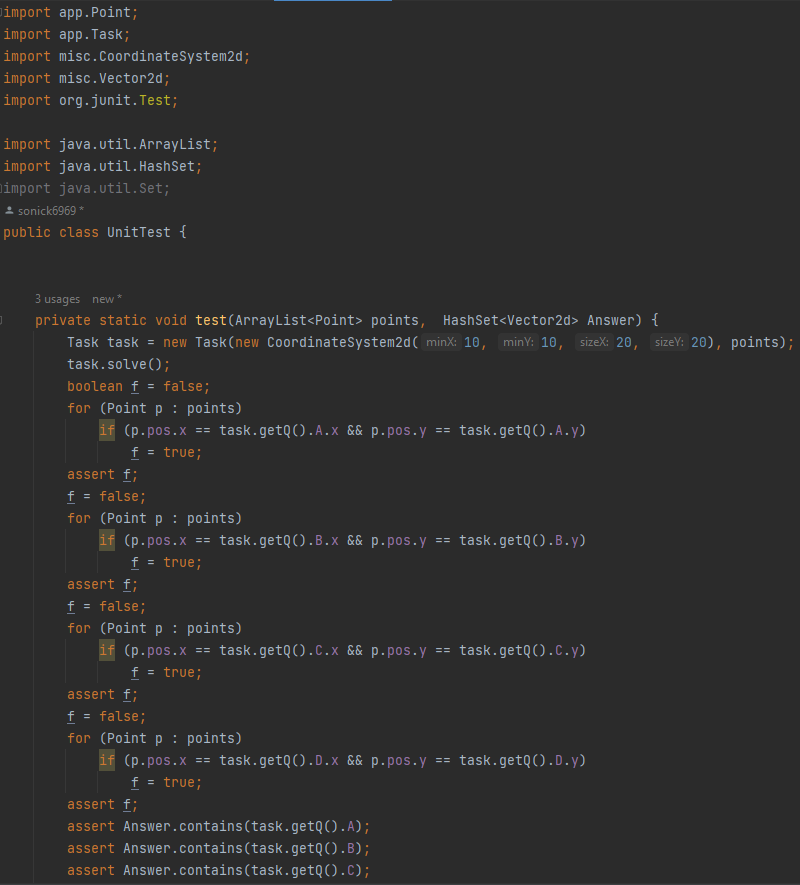 import app.Point;
import app.Task;
import misc.CoordinateSystem2d;
import misc.Vector2d;
import org.junit.Test;
import java.util.ArrayList;
import java.util.HashSet;
import java.util.Set;
sonick6969 *
public class UnitTest {
3 usages new *
private static void test(ArrayList<Point> points,  HashSet<Vector2d> Answer) {
Task task = new Task(new CoordinateSystem2d( minX: 10, minY: 10, sizeX: 20, sizeY: 20), points);
task.solve();
boolean f = false;
for (Point p : points)
if (p.pos.x == task.getQ().A.x && p.pos.y == task.getQ().A.y)
f = true;
assert f;
f = false;
for (Point p : points)
if (p.pos.x == task.getQ().B.x && p.pos.y == task.getQ().B.y)
f = true;
assert f;
f = false;
for (Point p : points)
if (p.pos.x == task.getQ().C.x && p.pos.y == task.getQ().C.y)
f = true;
assert f;
f = false;
for (Point p : points)
if (p.pos.x == task.getQ().D.x && p.pos.y == task.getQ().D.y)
f = true;
assert f;
assert Answer.contains(task.getQ().A);
assert Answer.contains(task.getQ().B);
assert Answer.contains(task.getQ().C);